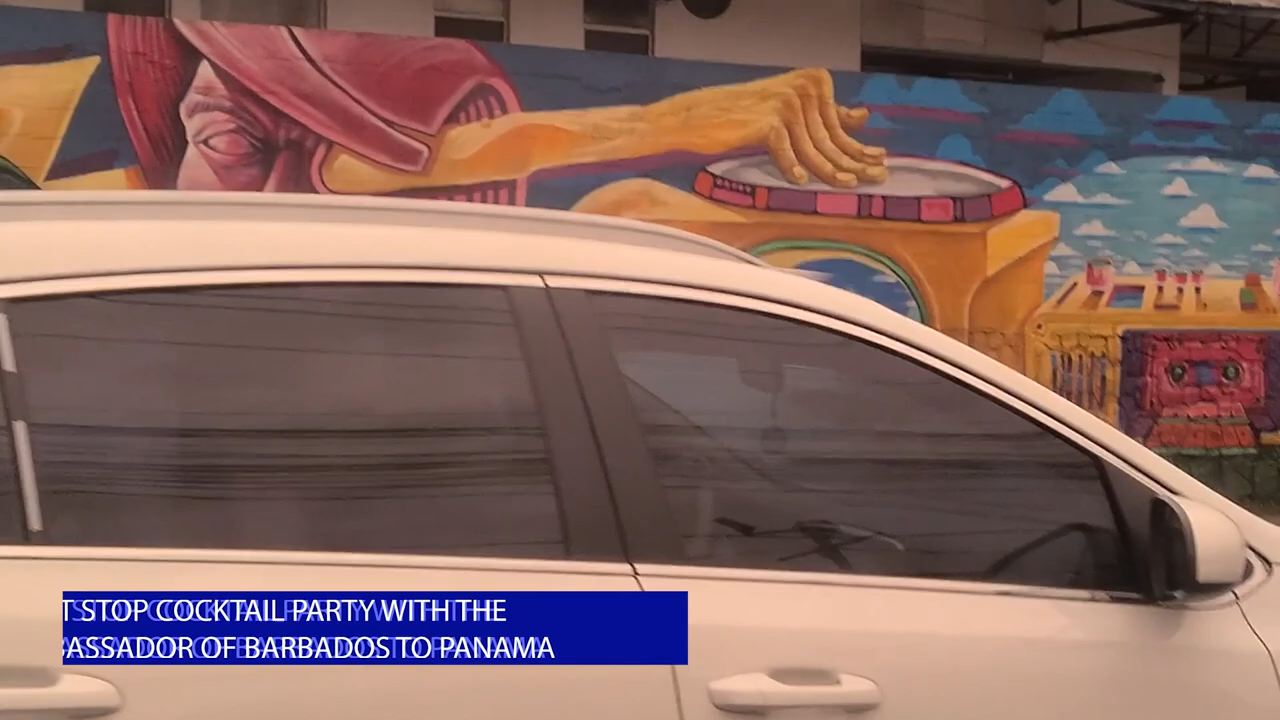 T STOP COCKTAIL PARTY WITH THE
ASSADOR OF BARBADOS TO PANAMA